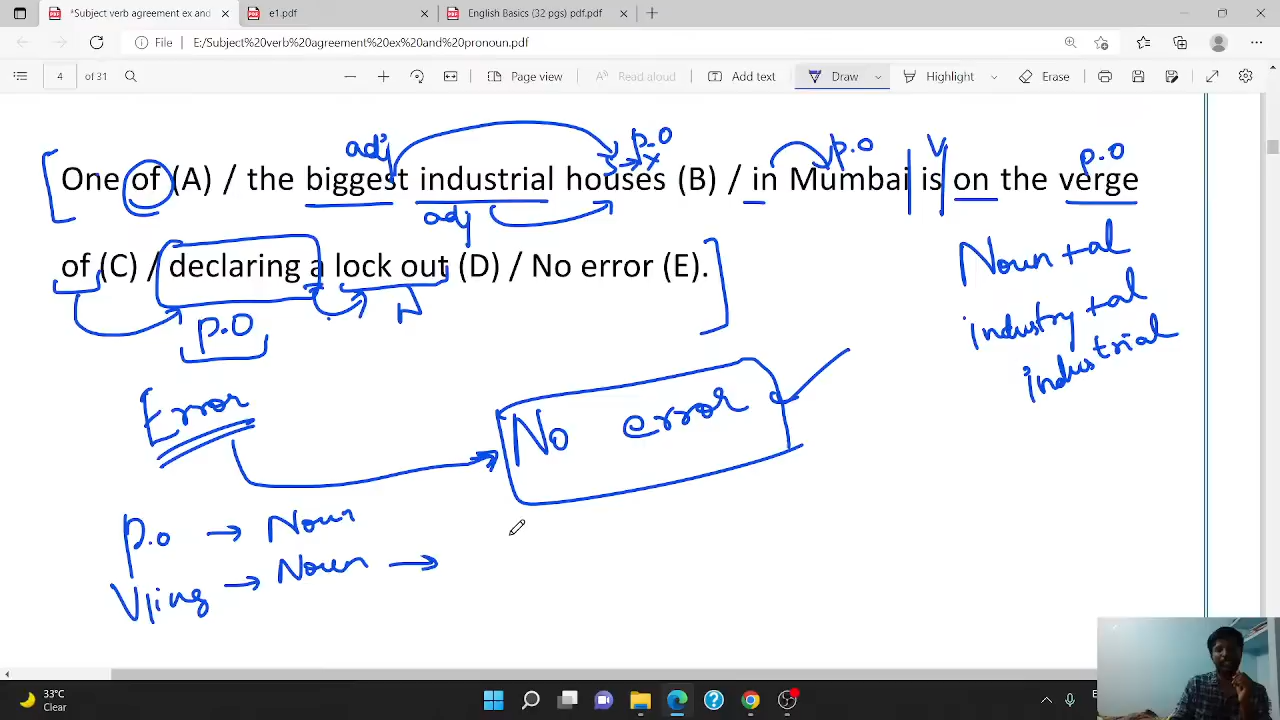 *Subject verb agreement ex and
e1.pdf
English Basics (32 pgs) pdf.pdf
File
E:/Subject%20verb%20agreement%20ex%20and%20pronoun.pdf
4 of 31
Page view
Read aloud
Add text
Draw
Highlight
Erase
adj p.o p.o V p.o
S → x
One of (A) / the biggest industrial houses (B) / in Mumbai is on the verge
adj
of (C) / declaring a lock out (D) / No error (E).
N
p.o
Noun + al
industry + al
industrial
Error
No error
p.o → Noun
V1ing → Noun →
33°C
Clear